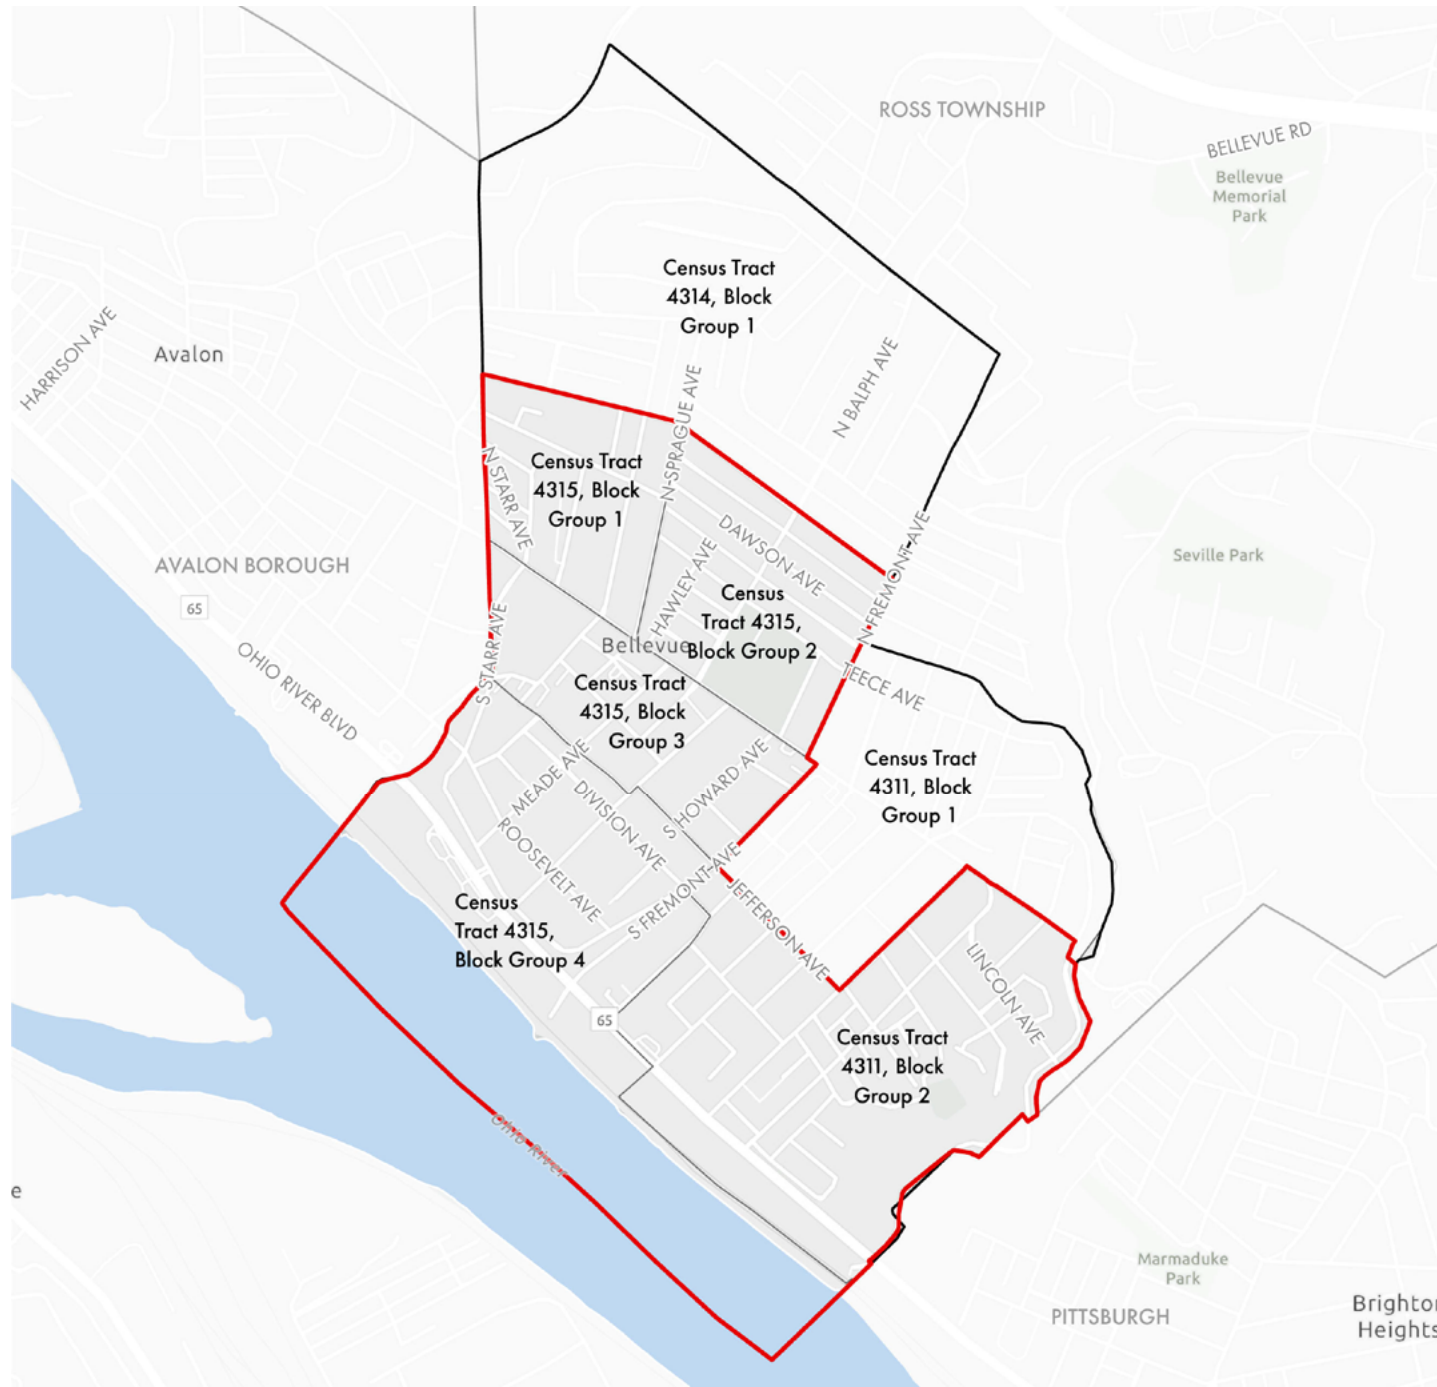 ROSS TOWNSHIP
BELLEVUE RD
Bellevue
Memorial
Park
Census Tract
4314, Block
Group 1
HARRISON AVE
Avalon
N BALPH AVE
N SPRAGUE AVE
N STARR AVE
Census Tract
4315, Block
Group 1
DAWSON AVE
N FREMONT AVE
Seville Park
AVALON BOROUGH
65
HAWLEY AVE
Census
Tract 4315,
Block Group 2
Bellevue
S STARR AVE
OHIO RIVER BLVD
TEECE AVE
Census Tract
4315, Block
Group 3
Census Tract
4311, Block
Group 1
MEADE AVE
DIVISION AVE
S HOWARD AVE
ROOSEVELT AVE
S FREMONT AVE
JEFFERSON AVE
Census
Tract 4315,
Block Group 4
LINCOLN AVE
65
Census Tract
4311, Block
Group 2
Ohio River
e
Marmaduke
Park
PITTSBURGH
Brighton
Heights